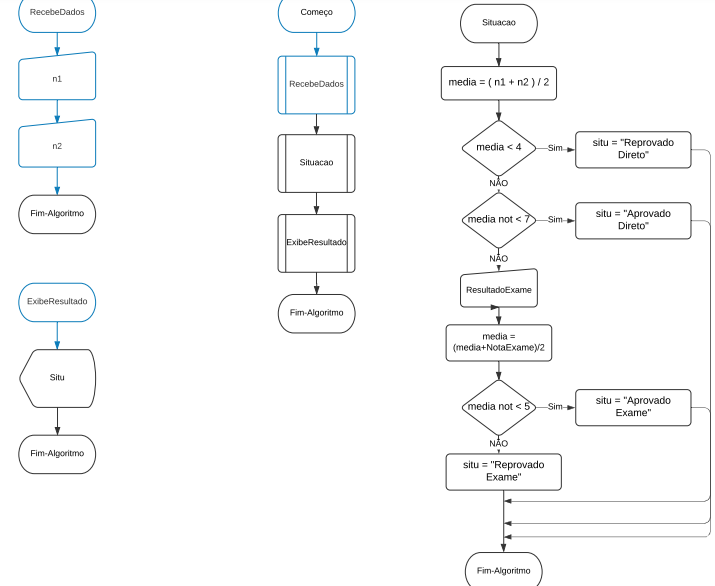 RecebeDados
n1
n2
Fim-Algoritmo
ExibeResultado
Situ
Fim-Algoritmo
Começo
RecebeDados
Situacao
ExibeResultado
Fim-Algoritmo
Situacao
media = ( n1 + n2 ) / 2
media < 4
Sim
situ = "Reprovado
Direto"
NÃO
media not < 7
Sim
situ = "Aprovado
Direto"
NÃO
ResultadoExame
media =
(media+NotaExame)/2
media not < 5
Sim
situ = "Aprovado
Exame"
NÃO
situ = "Reprovado
Exame"
Fim-Algoritmo